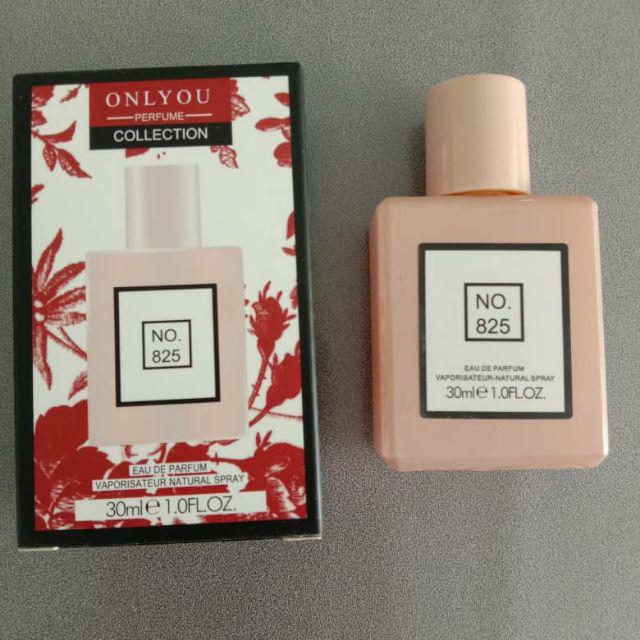 ONLYOU
PERFUME
COLLECTION
NO.
825
EAU DE PARFUM
VAPORISATEUR NATURAL SPRAY
30ml℮1.0FL.OZ.
NO.
825
EAU DE PARFUM
VAPORISATEUR-NATURAL SPRAY
30ml℮1.0FL.OZ.